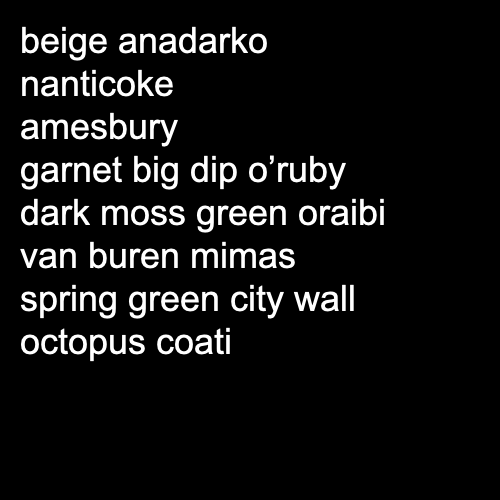 beige anadarko
nanticoke
amesbury
garnet big dip o’ruby
dark moss green oraibi
van buren mimas
spring green city wall
octopus coati